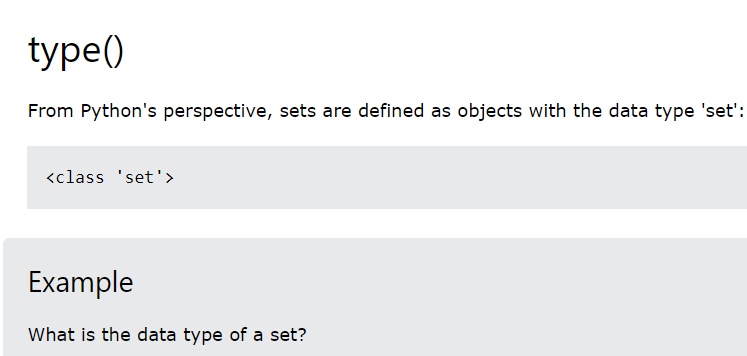 type()
From Python's perspective, sets are defined as objects with the data type 'set':
<class 'set'>
Example
What is the data type of a set?